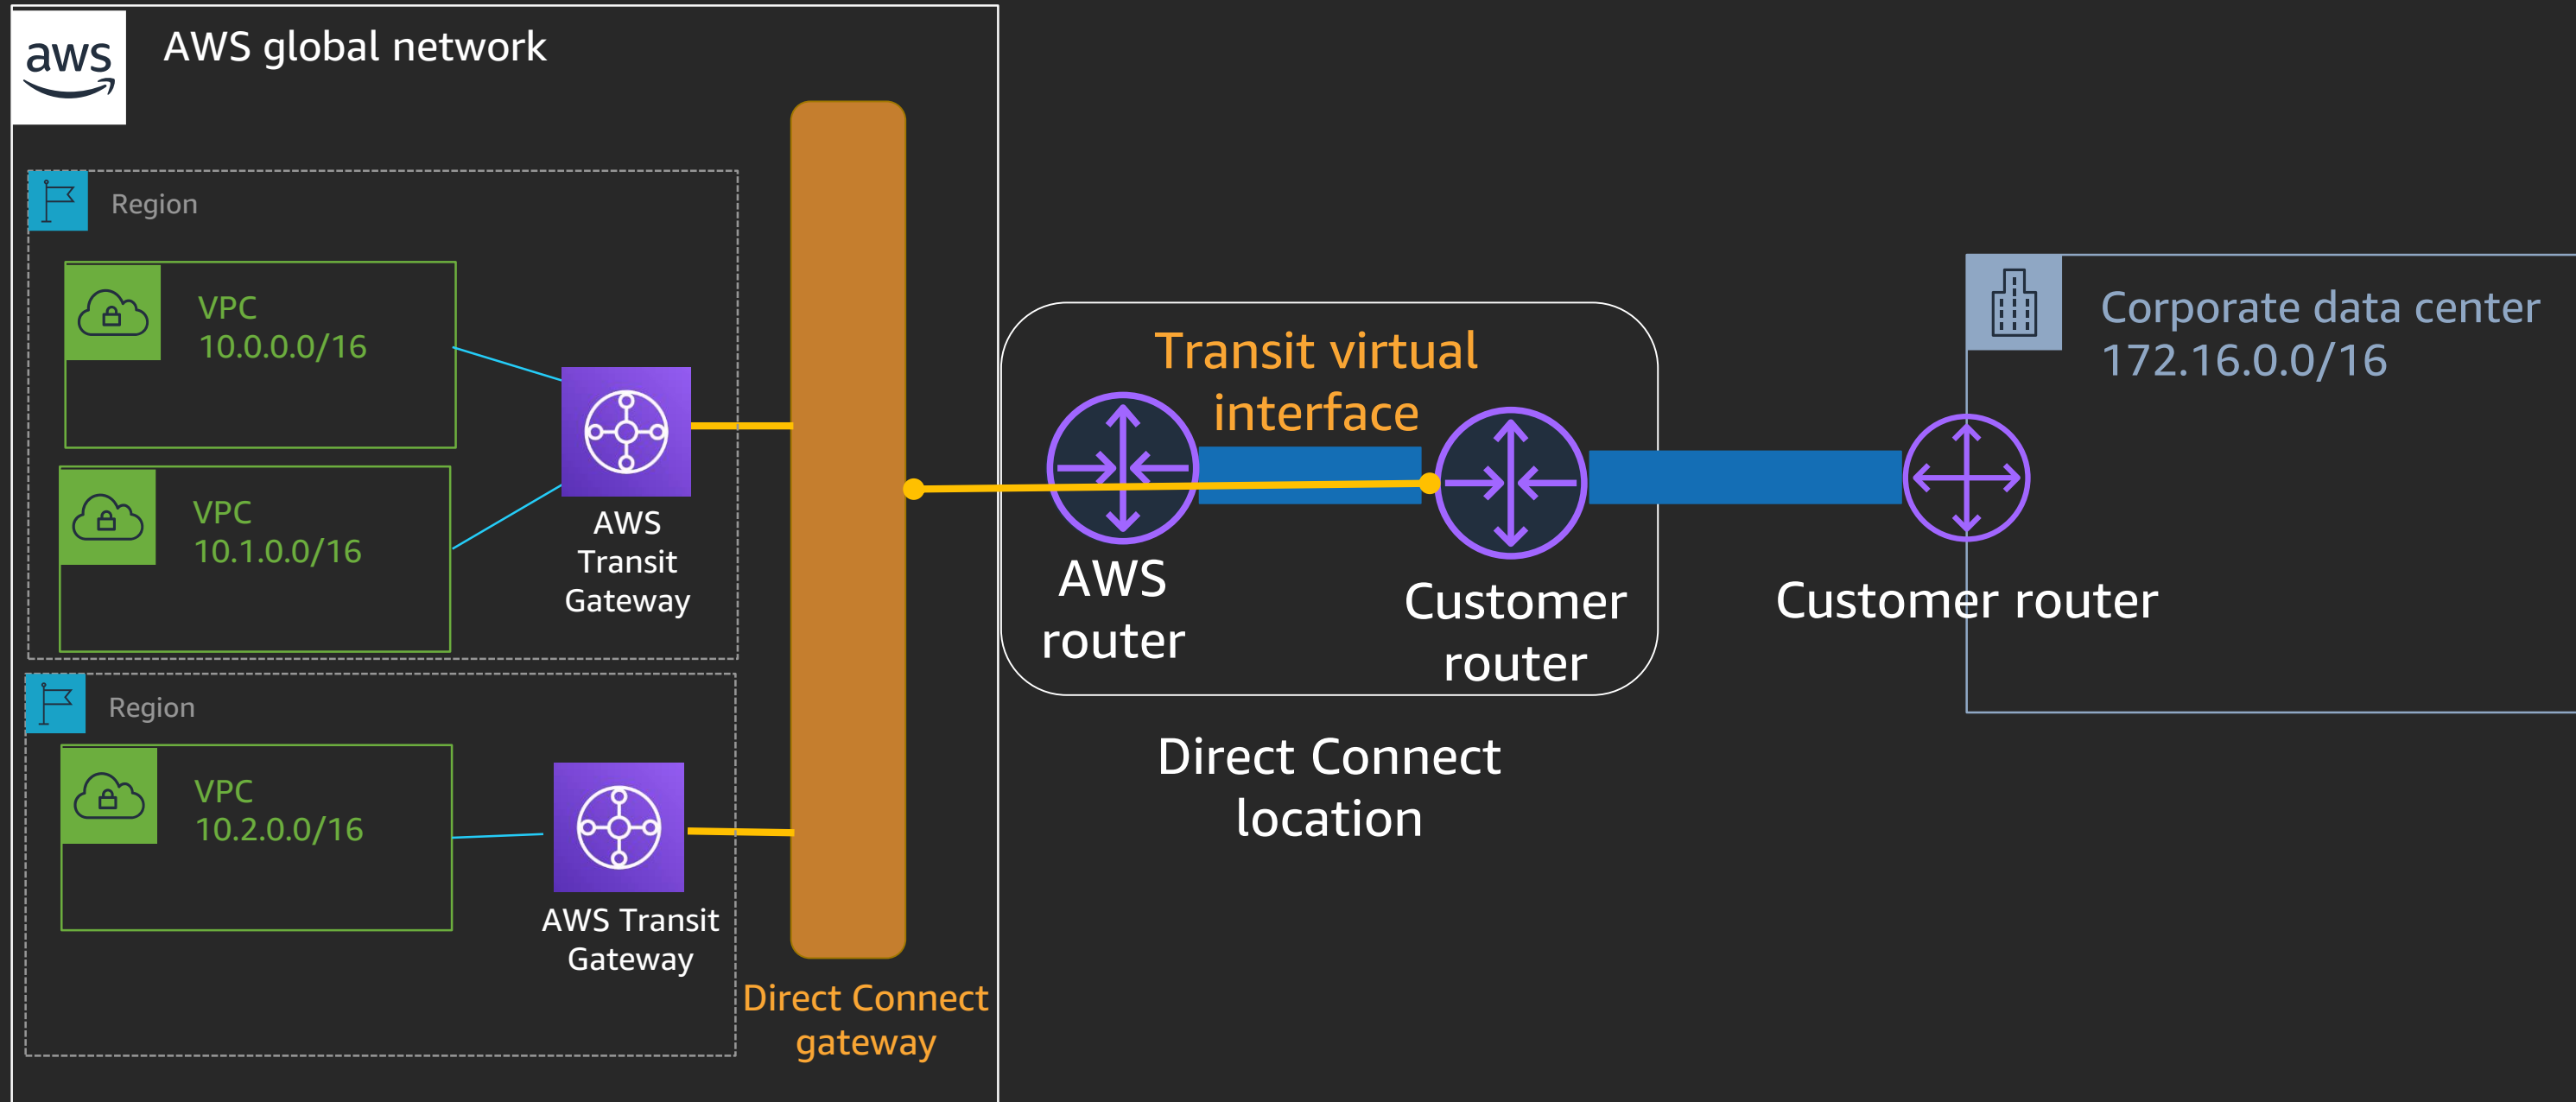 aws
AWS global network
Region
VPC
10.0.0.0/16
VPC
10.1.0.0/16
AWS
Transit
Gateway
Region
VPC
10.2.0.0/16
AWS Transit
Gateway
Direct Connect
gateway
Transit virtual
interface
AWS
router
Customer
router
Direct Connect
location
Customer router
Corporate data center
172.16.0.0/16